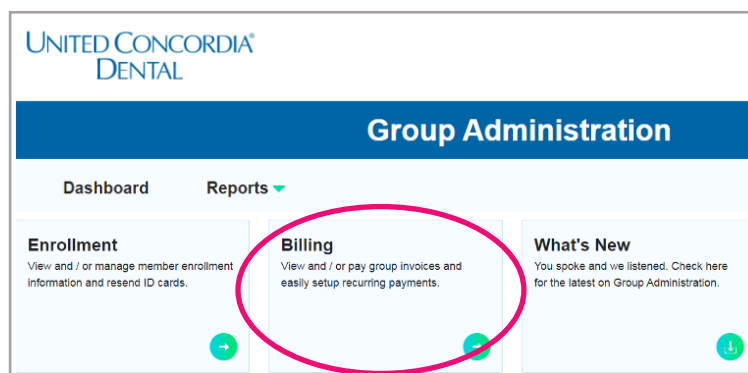 UNITED CONCORDIA®
DENTAL
Group Administration
Dashboard
Reports
Enrollment
View and / or manage member enrollment
information and resend ID cards.
Billing
View and / or pay group invoices and
easily setup recurring payments.
What's New
You spoke and we listened. Check here
for the latest on Group Administration.